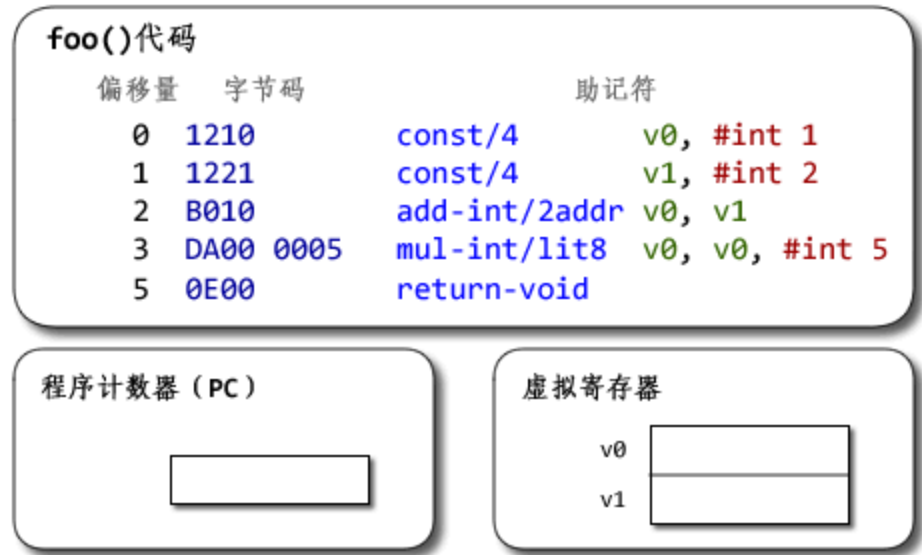 foo()代码
偏移量 字节码 助记符
0 1210 const/4 v0, #int 1
1 1221 const/4 v1, #int 2
2 B010 add-int/2addr v0, v1
3 DA00 0005 mul-int/lit8 v0, v0, #int 5
5 0E00 return-void
程序计数器（PC）
虚拟寄存器
v0
v1